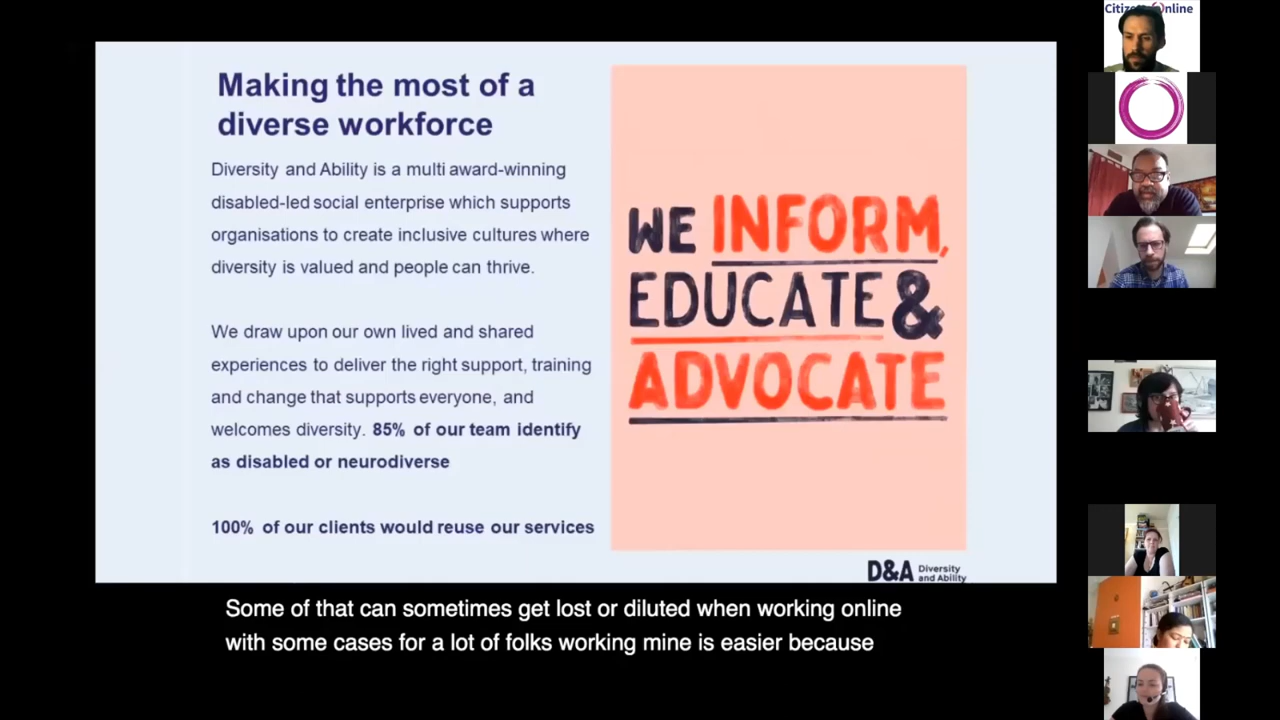 Citizens Online
Making the most of a
diverse workforce
Diversity and Ability is a multi award-winning
disabled-led social enterprise which supports
organisations to create inclusive cultures where
diversity is valued and people can thrive.
We draw upon our own lived and shared
experiences to deliver the right support, training
and change that supports everyone, and
welcomes diversity. 85% of our team identify
as disabled or neurodiverse
100% of our clients would reuse our services
WE INFORM,
EDUCATE &
ADVOCATE
D&A Diversity
and Ability
Some of that can sometimes get lost or diluted when working online
with some cases for a lot of folks working mine is easier because